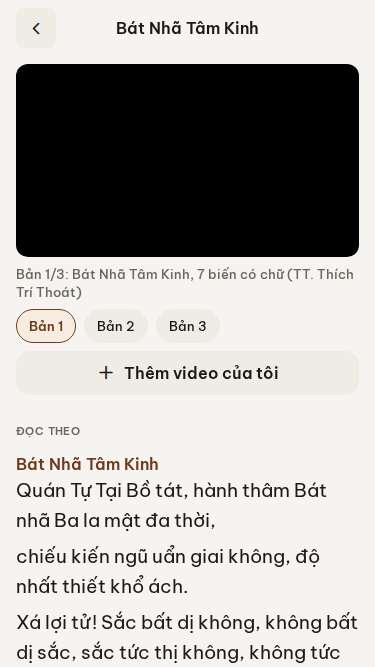 Bát Nhã Tâm Kinh
Bản 1/3: Bát Nhã Tâm Kinh, 7 biến có chữ (TT. Thích
Trí Thoát)
Bản 1
Bản 2
Bản 3
Thêm video của tôi
ĐỌC THEO
Bát Nhã Tâm Kinh
Quán Tự Tại Bồ tát, hành thâm Bát
nhã Ba la mật đa thời,
chiếu kiến ngũ uẩn giai không, độ
nhất thiết khổ ách.
Xá lợi tử! Sắc bất dị không, không bất
dị sắc, sắc tức thị không, không tức